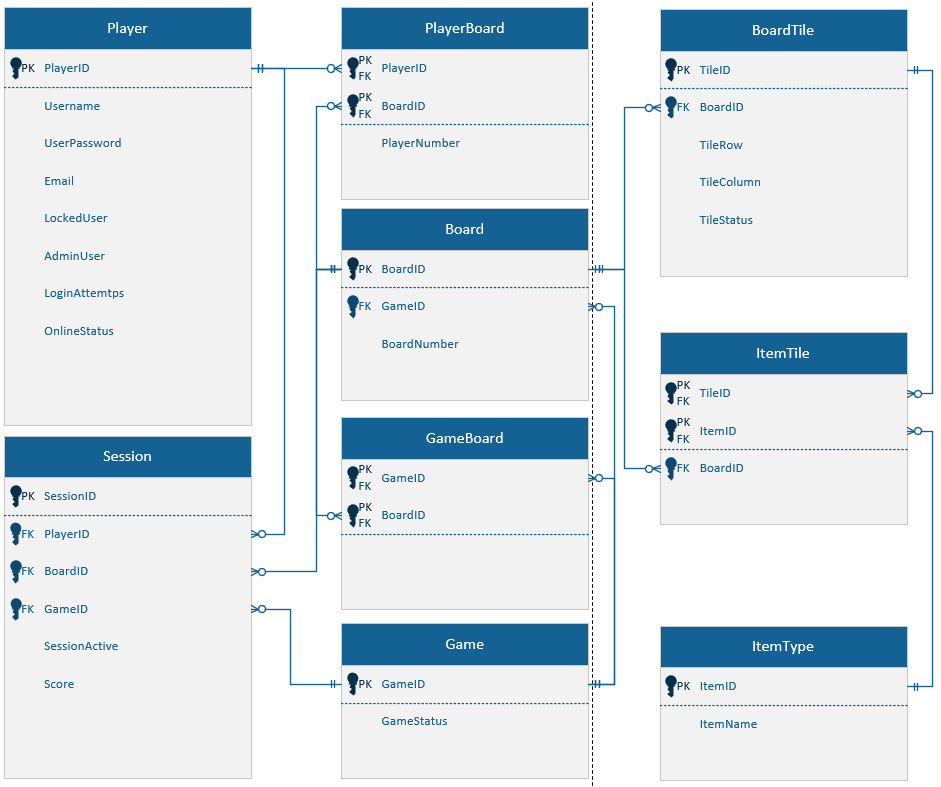 Player
PK PlayerID
Username
UserPassword
Email
LockedUser
AdminUser
LoginAttemtps
OnlineStatus
Session
PK SessionID
FK PlayerID
FK BoardID
FK GameID
SessionActive
Score
PlayerBoard
PK
FK PlayerID
PK
FK BoardID
PlayerNumber
Board
PK BoardID
FK GameID
BoardNumber
GameBoard
PK
FK GameID
PK
FK BoardID
Game
PK GameID
GameStatus
BoardTile
PK TileID
FK BoardID
TileRow
TileColumn
TileStatus
ItemTile
PK
FK TileID
PK
FK ItemID
FK BoardID
ItemType
PK ItemID
ItemName